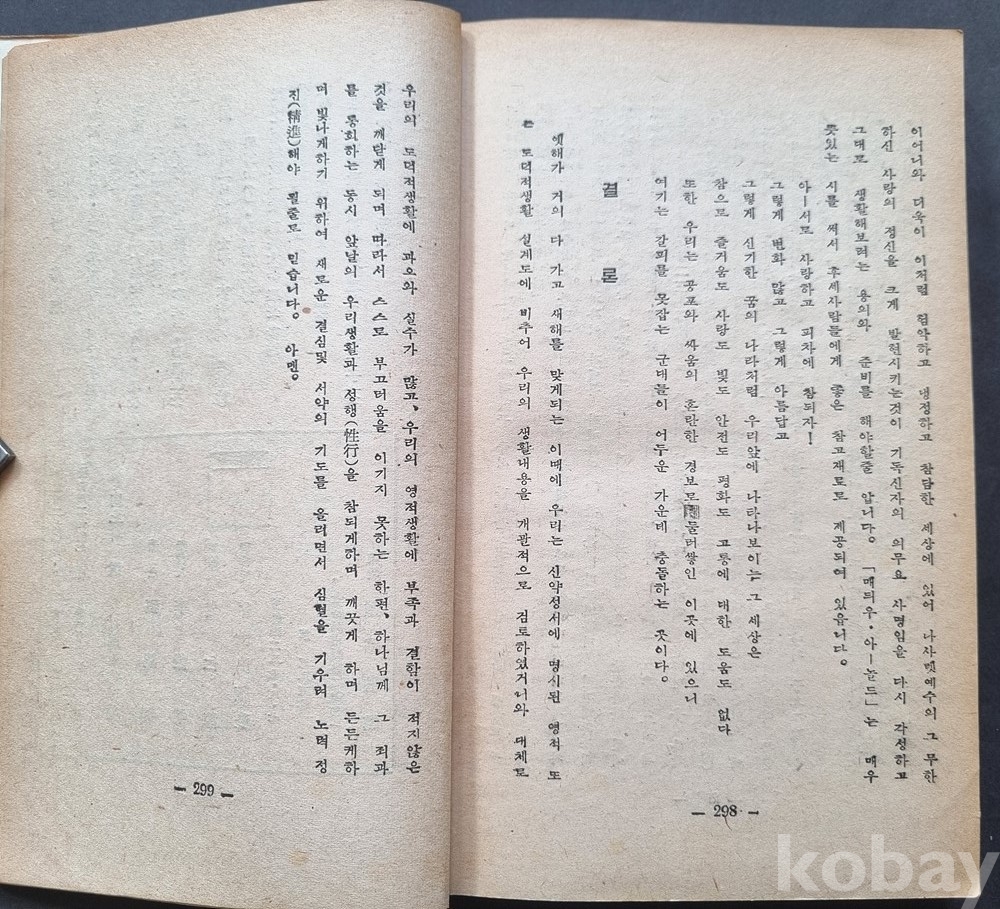 이어니와 더욱이 이처럼 험악하고 냉정하고 참담한 세상에 있어 나사렛예수의 그 무한
하신 사랑의 정신을 크게 발현시키는것이 기독신자의 의무요 사명임을 다시 각성하고
그대로 생활해보려는 용의와 준비를 해야할줄 압니다。「매틔우·아ー놀드」는 매우
뜻있는 시를 써서 후세사람들에게 좋은 참고재료로 제공되여 있읍니다。
아ー서로 사랑하고 피차에 참되자!
그렇게 변화 많고 그렇게 아름답고
그렇게 신기한 꿈의 나라처럼 우리앞에 나타나보이는 그 세상은
참으로 즐거움도 사랑도 빛도 안전도 평화도 고통에 대한 도움도 없다
또한 우리는 공포와 싸움의 혼란한 경보로 둘러쌓인 이곳에 있으니
여기는 갈피를 못잡는 군대들이 어두운 가운데 충돌하는 곳이다。
결론
옛해가 거의 다 가고 새해를 맞게되는 이때에 우리는 신약성서에 명시된 영적 또
는 도덕적생활 설계도에 비추어 우리의 생활내용을 개관적으로 검토하였거니와 대체로
— 298 —
우리의 도덕적생활에 과오와 실수가 많고、우리의 영적생활에 부족과 결함이 적지않은
것을 깨닫게 되며 따라서 스스로 부고러움을 이기지 못하는 한편、하나님께 그 죄과
를 통회하는 동시 앞날의 우리생활과 성행(性行)을 참되게하며 깨끗게 하며 든든케하
며 빛나게하기 위하여 새로운 결심및 서약의 기도를 올려면서 심혈을 기우려 노력 정
진(精進)해야 될줄로 믿습니다。 아멘。
— 299 —
kobay